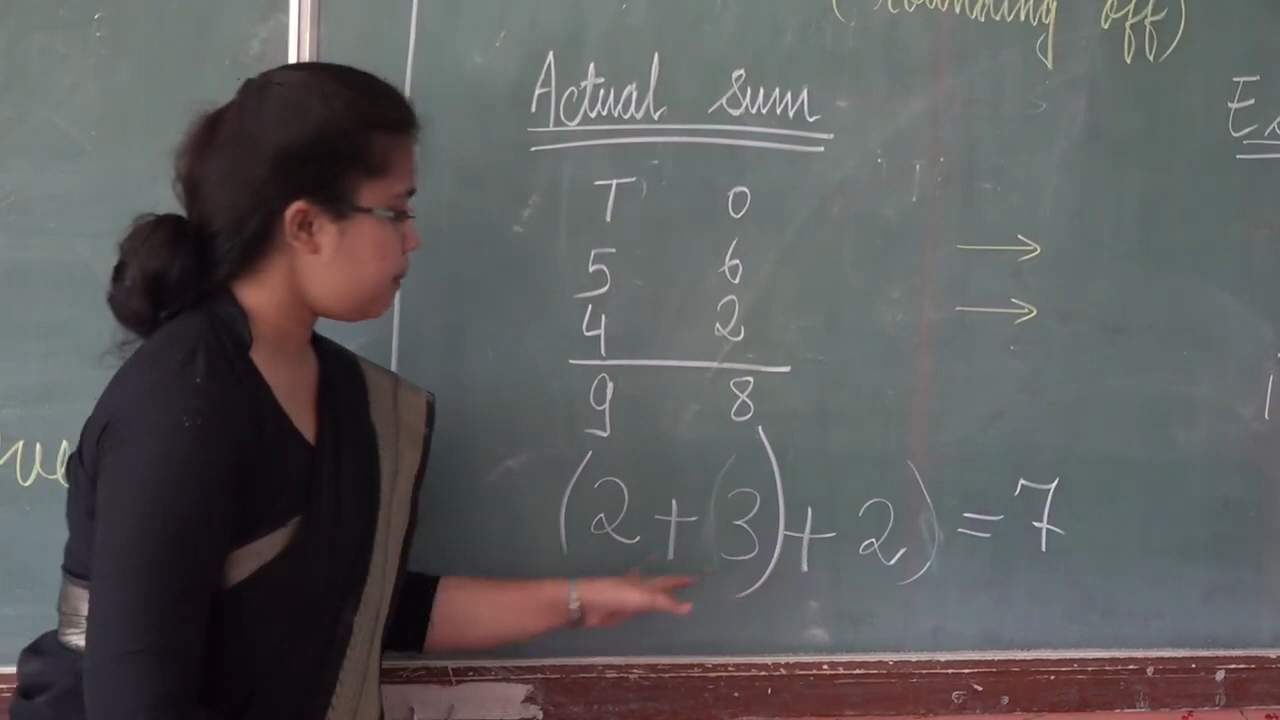 (rounding off)
Actual Sum
T O
5 6
4 2
9 8
(2+3)+2)=7